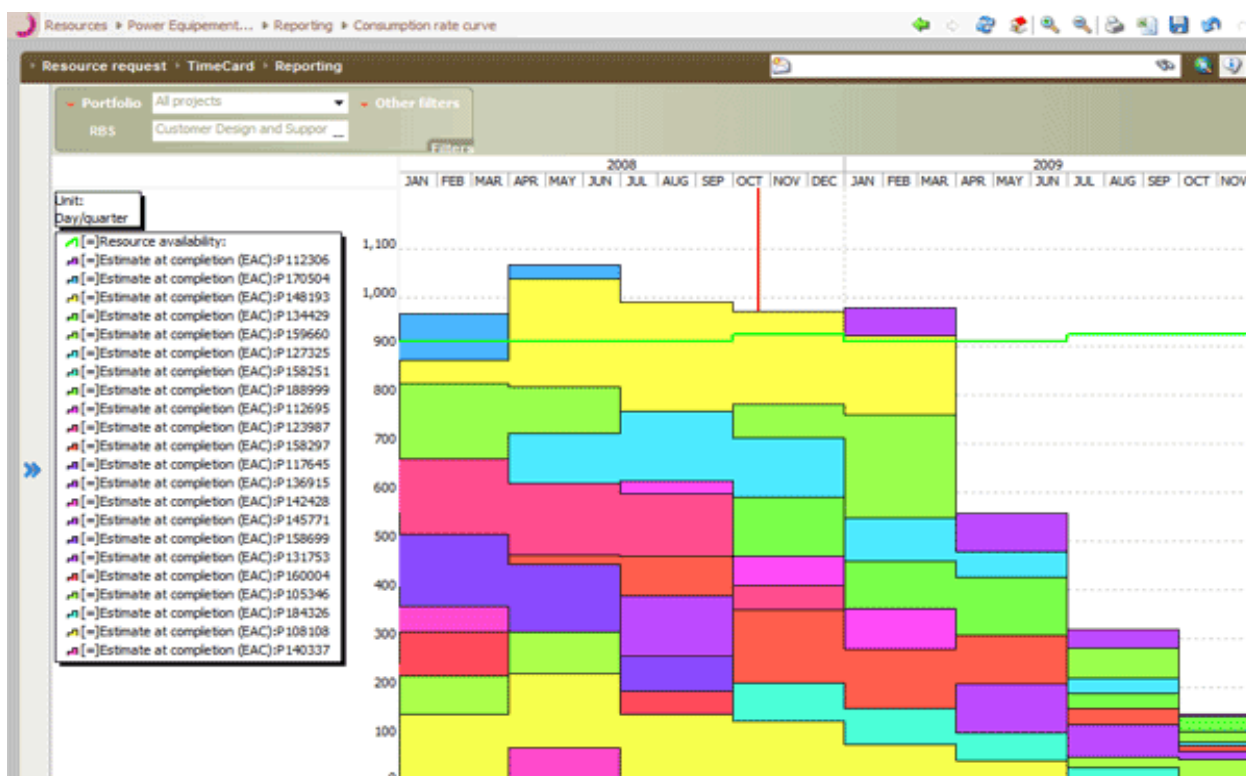 Resources Power Equipement... Reporting Consumption rate curve
Resource request TimeCard Reporting
Portfolio All projects Other filters
RBS Customer Design and Suppor
Filters
2008 2009
JAN FEB MAR APR MAY JUN JUL AUG SEP OCT NOV DEC JAN FEB MAR APR MAY JUN JUL AUG SEP OCT NOV
Unit:
Day/quarter
[=]Resource availability:
[=]Estimate at completion (EAC):P112306
[=]Estimate at completion (EAC):P170504
[=]Estimate at completion (EAC):P148193
[=]Estimate at completion (EAC):P134429
[=]Estimate at completion (EAC):P159660
[=]Estimate at completion (EAC):P127325
[=]Estimate at completion (EAC):P158251
[=]Estimate at completion (EAC):P188999
[=]Estimate at completion (EAC):P112695
[=]Estimate at completion (EAC):P123987
[=]Estimate at completion (EAC):P158297
[=]Estimate at completion (EAC):P117645
[=]Estimate at completion (EAC):P136915
[=]Estimate at completion (EAC):P142428
[=]Estimate at completion (EAC):P145771
[=]Estimate at completion (EAC):P158699
[=]Estimate at completion (EAC):P131753
[=]Estimate at completion (EAC):P160004
[=]Estimate at completion (EAC):P105346
[=]Estimate at completion (EAC):P184326
[=]Estimate at completion (EAC):P108108
[=]Estimate at completion (EAC):P140337
1,100
1,000
900
800
700
600
500
400
300
200
100
0